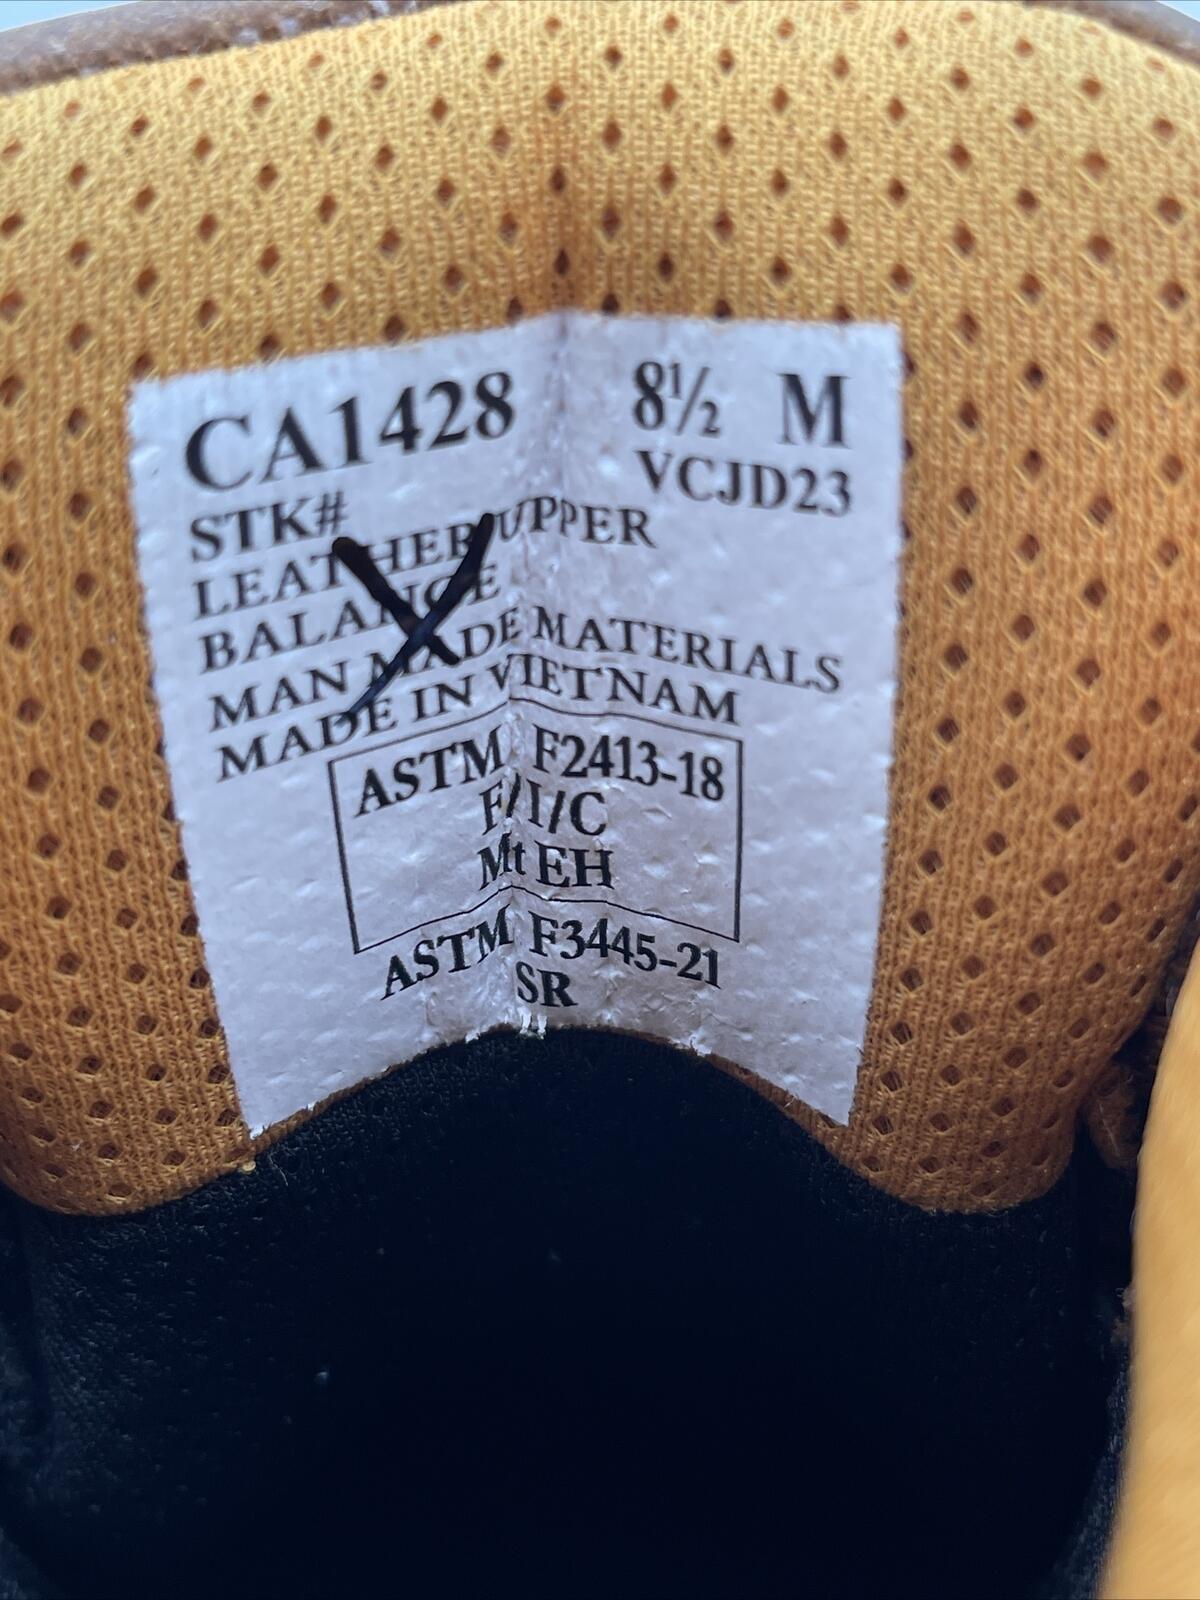 CA1428 8½ M
STK# VCJD23
LEATHER UPPER
BALANCE
MAN MADE MATERIALS
MADE IN VIETNAM
ASTM F2413-18
F/I/C
Mt EH
ASTM F3445-21
SR